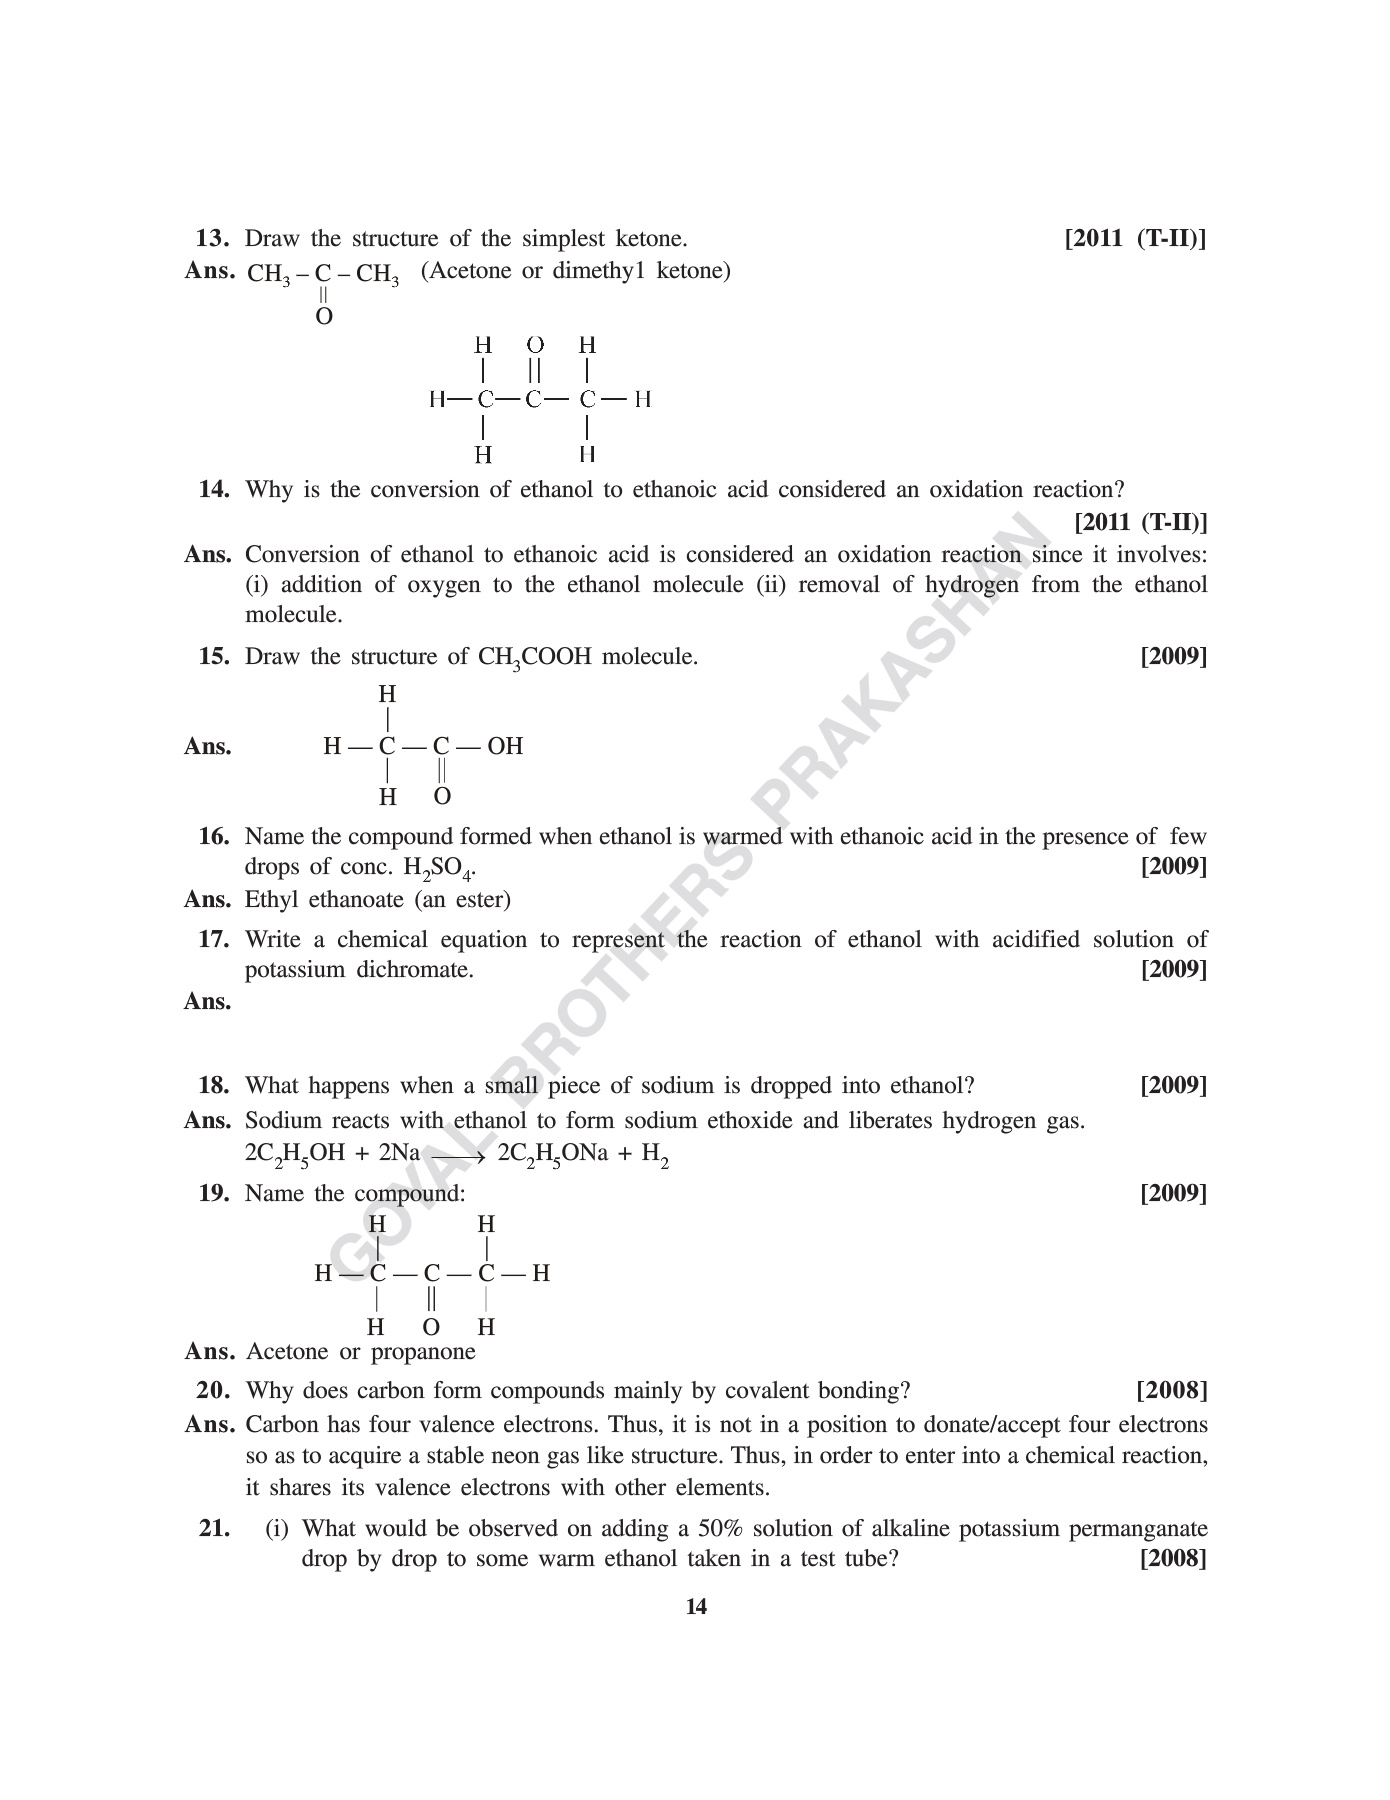 13. Draw the structure of the simplest ketone. [2011 (T-II)]
Ans. CH3 – C – CH3 (Acetone or dimethy1 ketone)
||
O
H O H
| || |
H— C— C— C — H
| |
H H
14. Why is the conversion of ethanol to ethanoic acid considered an oxidation reaction?
[2011 (T-II)]
Ans. Conversion of ethanol to ethanoic acid is considered an oxidation reaction since it involves:
(i) addition of oxygen to the ethanol molecule (ii) removal of hydrogen from the ethanol
molecule.
15. Draw the structure of CH3COOH molecule. [2009]
H
|
Ans. H — C — C — OH
| ||
H O
16. Name the compound formed when ethanol is warmed with ethanoic acid in the presence of few
drops of conc. H2SO4. [2009]
Ans. Ethyl ethanoate (an ester)
17. Write a chemical equation to represent the reaction of ethanol with acidified solution of
potassium dichromate. [2009]
Ans.
18. What happens when a small piece of sodium is dropped into ethanol? [2009]
Ans. Sodium reacts with ethanol to form sodium ethoxide and liberates hydrogen gas.
2C2H5OH + 2Na ⟶ 2C2H5ONa + H2
19. Name the compound: [2009]
H H
| |
H — C — C — C — H
| || |
H O H
Ans. Acetone or propanone
20. Why does carbon form compounds mainly by covalent bonding? [2008]
Ans. Carbon has four valence electrons. Thus, it is not in a position to donate/accept four electrons
so as to acquire a stable neon gas like structure. Thus, in order to enter into a chemical reaction,
it shares its valence electrons with other elements.
21. (i) What would be observed on adding a 50% solution of alkaline potassium permanganate
drop by drop to some warm ethanol taken in a test tube? [2008]
14
GOYAL BROTHERS PRAKASHAN